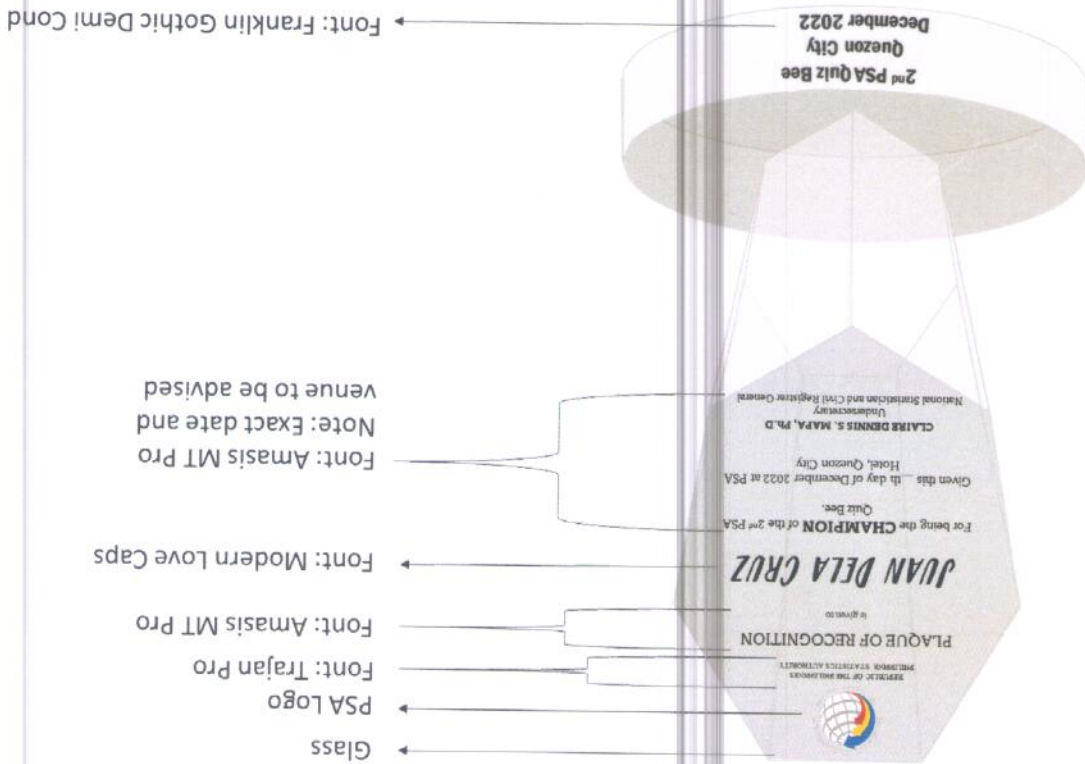 Glass
PSA Logo
Font: Trajan Pro
Font: Amasis MT Pro
Font: Modern Love Caps
Font: Amasis MT Pro
Note: Exact date and
venue to be advised
Font: Franklin Gothic Demi Cond
REPUBLIC OF THE PHILIPPINES
PHILIPPINE STATISTICS AUTHORITY
PLAQUE OF RECOGNITION
is given to
JUAN DELA CRUZ
For being the CHAMPION of the 2nd PSA
Quiz Bee.
Given this __th day of December 2022 at PSA
Hotel, Quezon City
CLAIRE DENNIS S. MAPA, Ph.D
Undersecretary
National Statistician and Civil Registrar General
2nd PSA Quiz Bee
Quezon City
December 2022